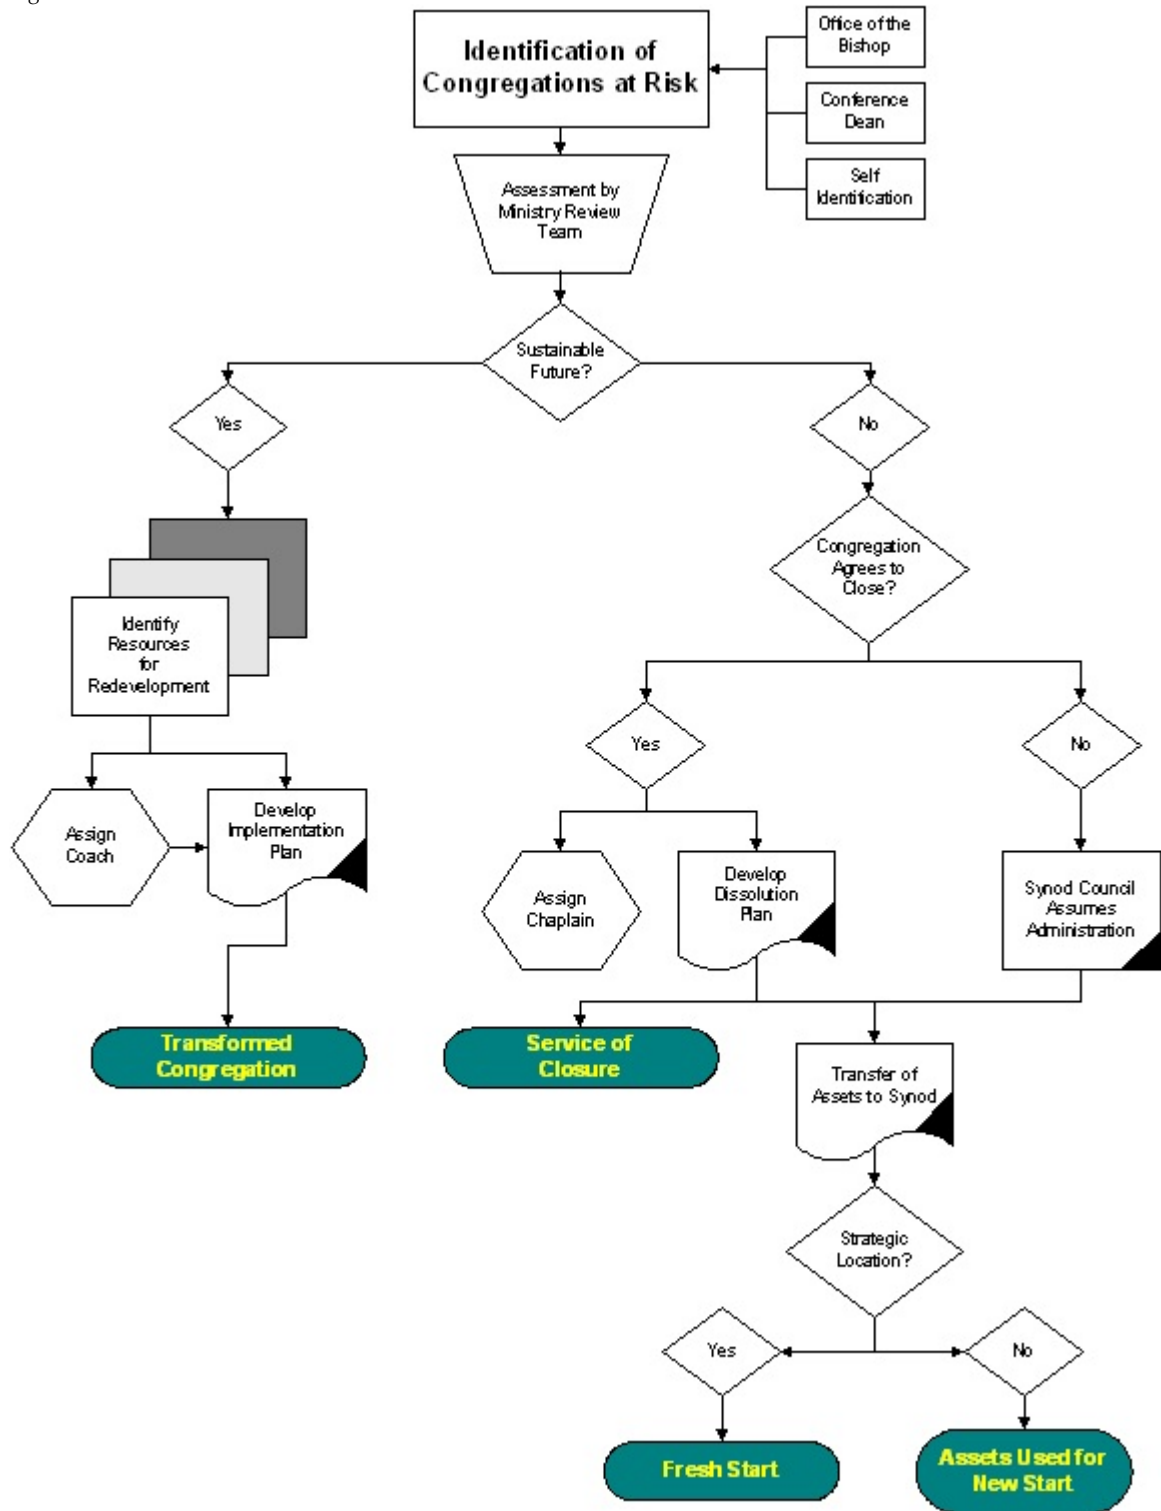 Identification of
Congregations at Risk
Office of the
Bishop
Conference
Dean
Self
Identification
Assessment by
Ministry Review
Team
Sustainable
Future?
Yes
No
Congregation
Agrees to
Close?
Identify
Resources
for
Redevelopment
Yes
No
Assign
Coach
Develop
Implementation
Plan
Assign
Chaplain
Develop
Dissolution
Plan
Synod Council
Assumes
Administration
Transformed
Congregation
Service of
Closure
Transfer of
Assets to Synod
Strategic
Location?
Yes
No
Fresh Start
Assets Used for
New Start